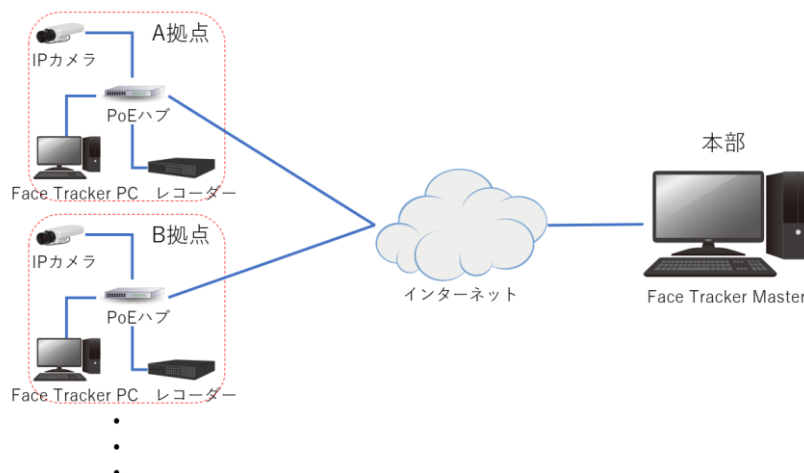 A拠点
IPカメラ
PoEハブ
Face Tracker PC レコーダー
B拠点
IPカメラ
PoEハブ
Face Tracker PC レコーダー
インターネット
本部
Face Tracker Master